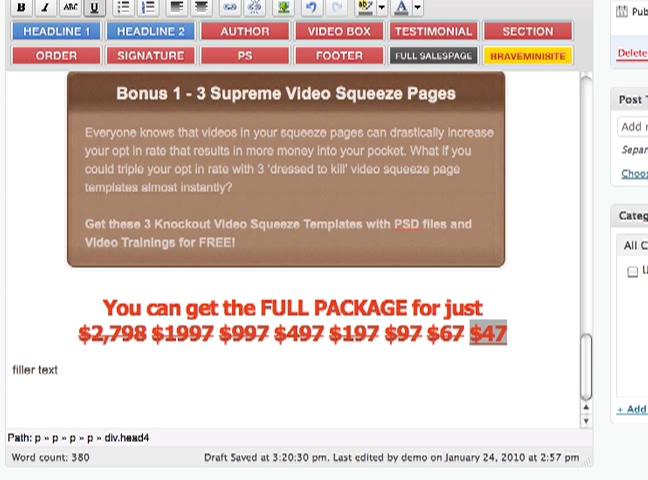 B I ABC U
Pub
HEADLINE 1 HEADLINE 2 AUTHOR VIDEO BOX TESTIMONIAL SECTION
ORDER SIGNATURE PS FOOTER FULL SALESPAGE BRAVEMINISITE
Delete
Bonus 1 - 3 Supreme Video Squeeze Pages
Post T
Everyone knows that videos in your squeeze pages can drastically increase
your opt in rate that results in more money into your pocket. What if you
could triple your opt in rate with 3 'dressed to kill' video squeeze page
templates almost instantly?
Add
Separ
Choos
Get these 3 Knockout Video Squeeze Templates with PSD files and
Video Trainings for FREE!
Categ
All C
U
You can get the FULL PACKAGE for just
$2,798 $1997 $997 $497 $197 $97 $67 $47
filler text
+ Add
Path: p » p » p » p » div.head4
Word count: 380 Draft Saved at 3:20:30 pm. Last edited by demo on January 24, 2010 at 2:57 pm